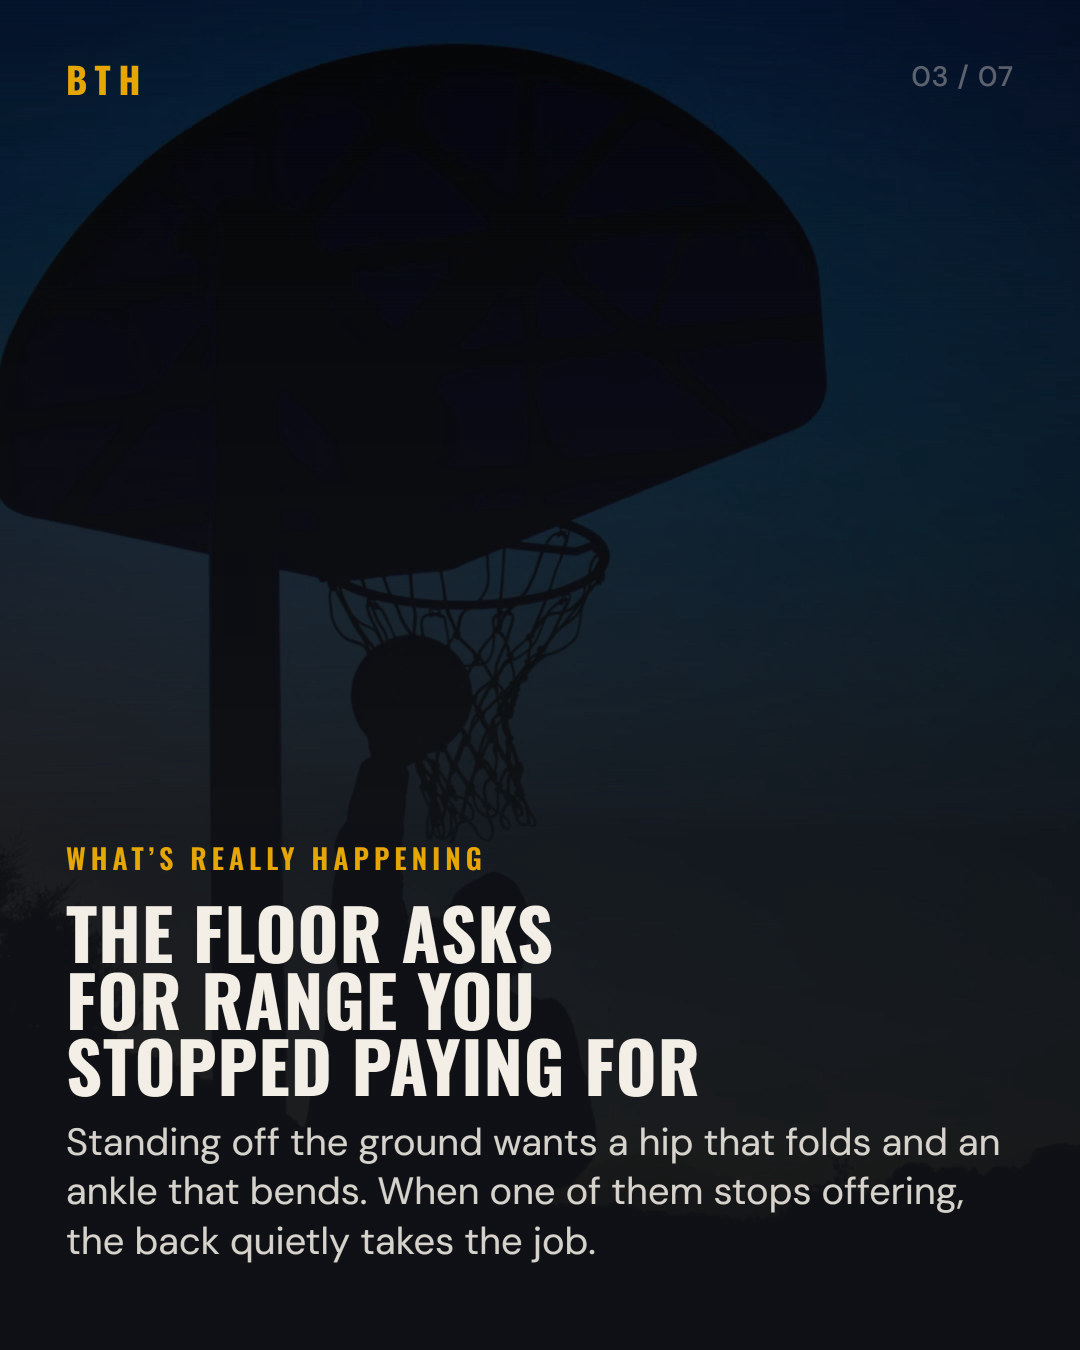 BTH
03 / 07
WHAT’S REALLY HAPPENING
THE FLOOR ASKS
FOR RANGE YOU
STOPPED PAYING FOR
Standing off the ground wants a hip that folds and an
ankle that bends. When one of them stops offering,
the back quietly takes the job.